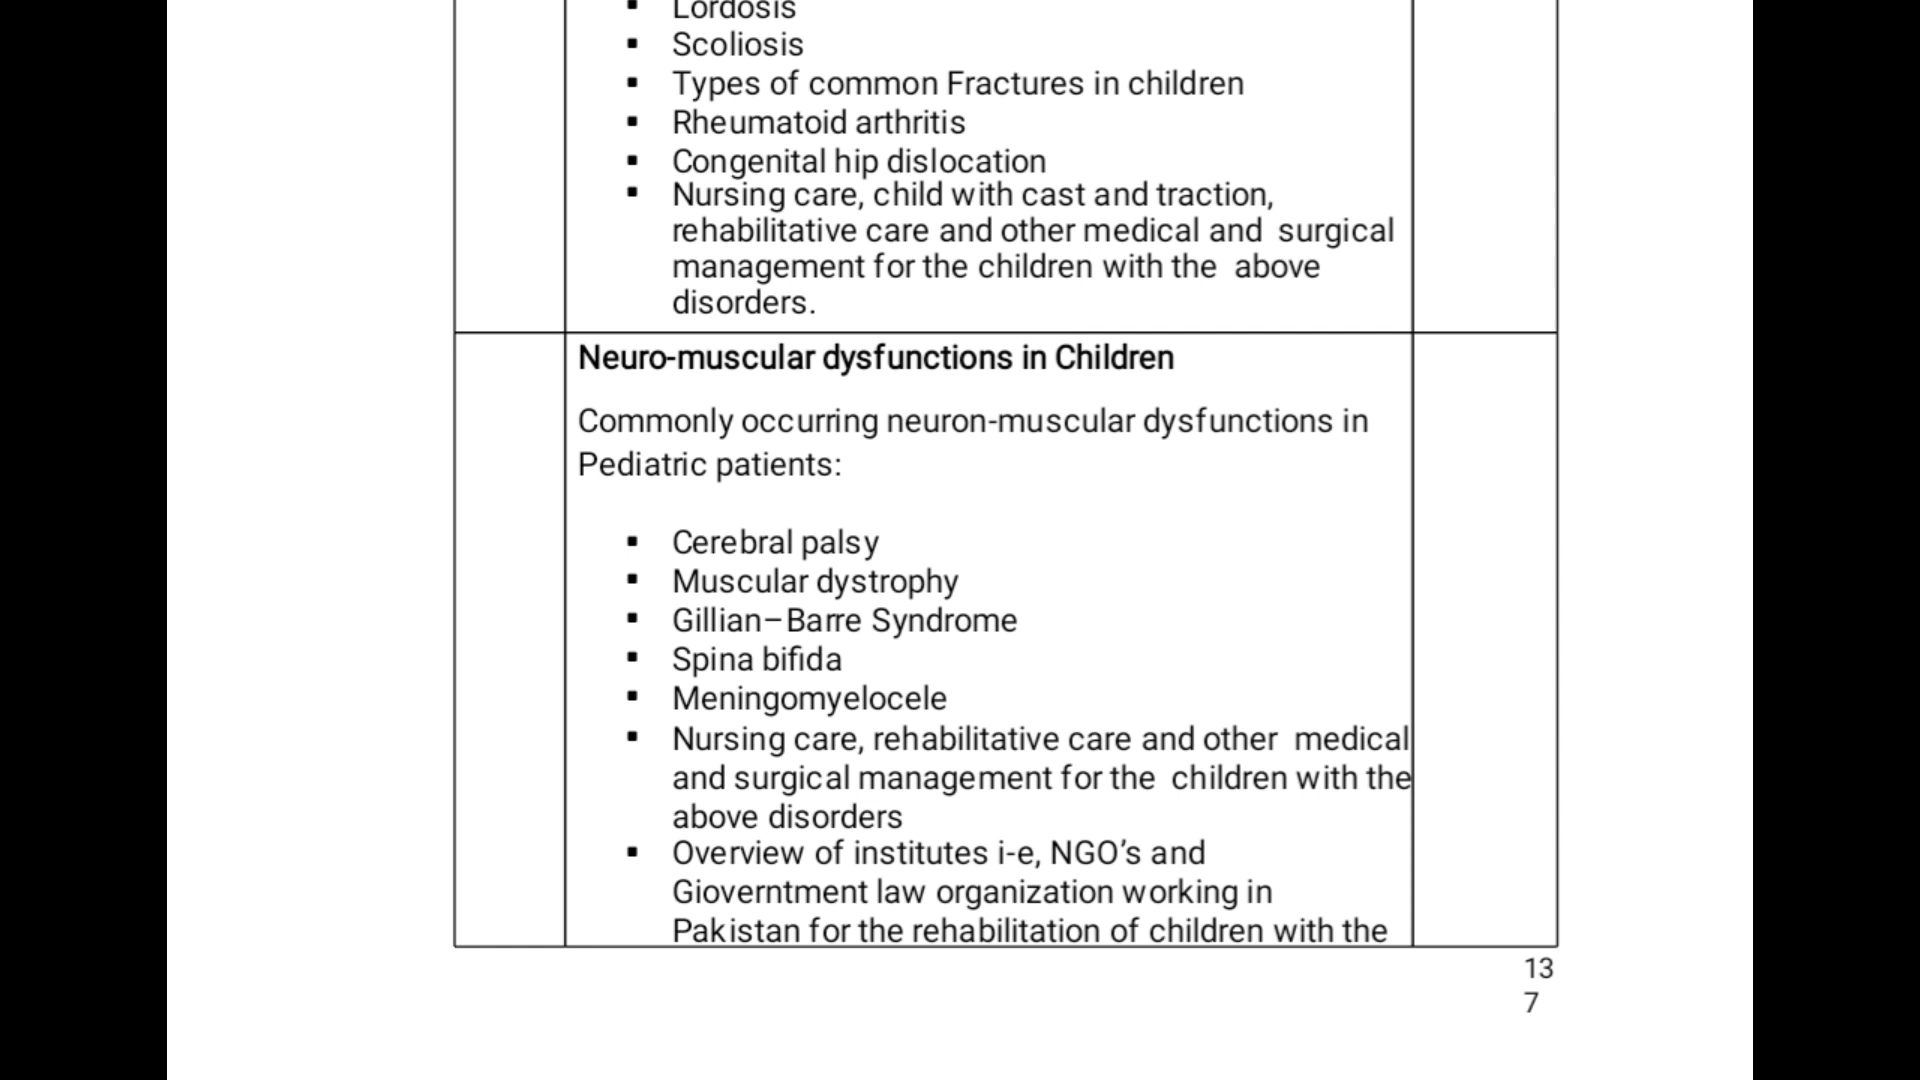 ▪ Lordosis
▪ Scoliosis
▪ Types of common Fractures in children
▪ Rheumatoid arthritis
▪ Congenital hip dislocation
▪ Nursing care, child with cast and traction,
rehabilitative care and other medical and surgical
management for the children with the above
disorders.
Neuro-muscular dysfunctions in Children
Commonly occurring neuron-muscular dysfunctions in
Pediatric patients:
▪ Cerebral palsy
▪ Muscular dystrophy
▪ Gillian–Barre Syndrome
▪ Spina bifida
▪ Meningomyelocele
▪ Nursing care, rehabilitative care and other medical
and surgical management for the children with the
above disorders
▪ Overview of institutes i-e, NGO’s and
Gioverntment law organization working in
Pakistan for the rehabilitation of children with the
13
7